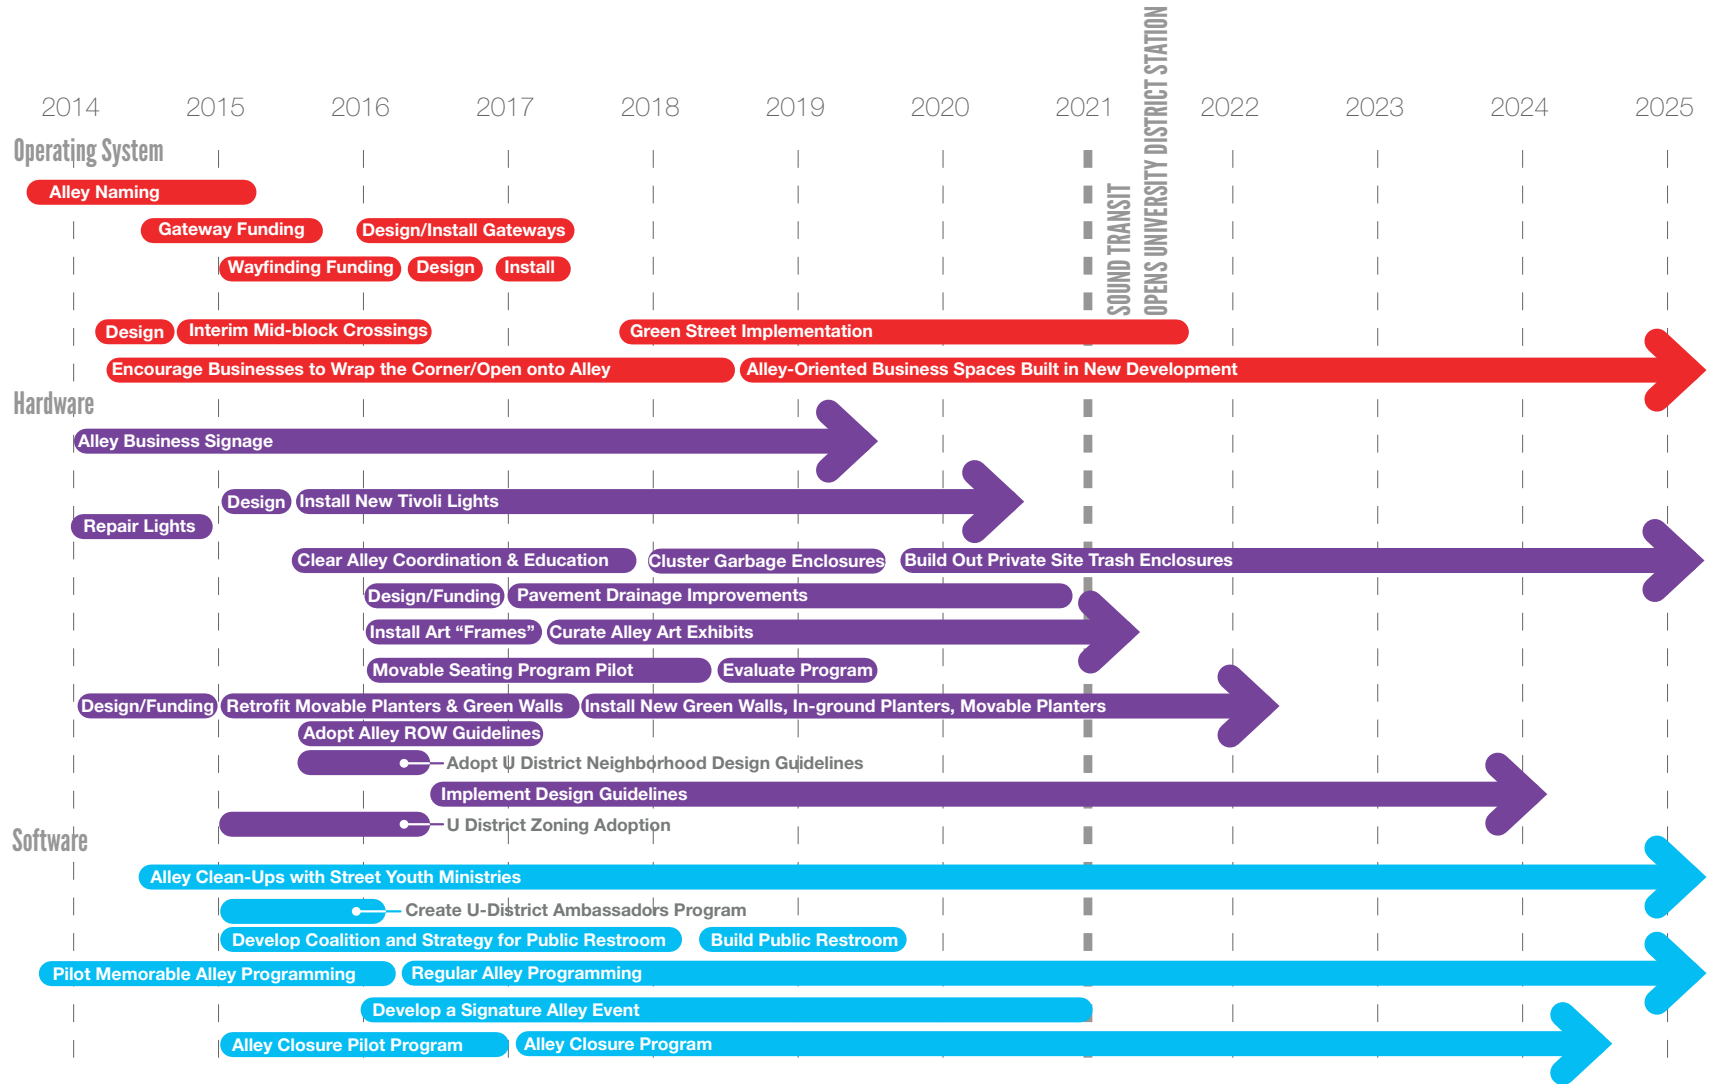 SOUND TRANSIT
OPENS UNIVERSITY DISTRICT STATION
2014 2015 2016 2017 2018 2019 2020 2021 2022 2023 2024 2025
Operating System
Alley Naming
Gateway Funding Design/Install Gateways
Wayfinding Funding Design Install
Design Interim Mid-block Crossings Green Street Implementation
Encourage Businesses to Wrap the Corner/Open onto Alley Alley-Oriented Business Spaces Built in New Development
Hardware
Alley Business Signage
Design Install New Tivoli Lights
Repair Lights
Clear Alley Coordination & Education Cluster Garbage Enclosures Build Out Private Site Trash Enclosures
Design/Funding Pavement Drainage Improvements
Install Art “Frames” Curate Alley Art Exhibits
Movable Seating Program Pilot Evaluate Program
Design/Funding Retrofit Movable Planters & Green Walls Install New Green Walls, In-ground Planters, Movable Planters
Adopt Alley ROW Guidelines
Adopt U District Neighborhood Design Guidelines
Implement Design Guidelines
U District Zoning Adoption
Software
Alley Clean-Ups with Street Youth Ministries
Create U-District Ambassadors Program
Develop Coalition and Strategy for Public Restroom Build Public Restroom
Pilot Memorable Alley Programming Regular Alley Programming
Develop a Signature Alley Event
Alley Closure Pilot Program Alley Closure Program